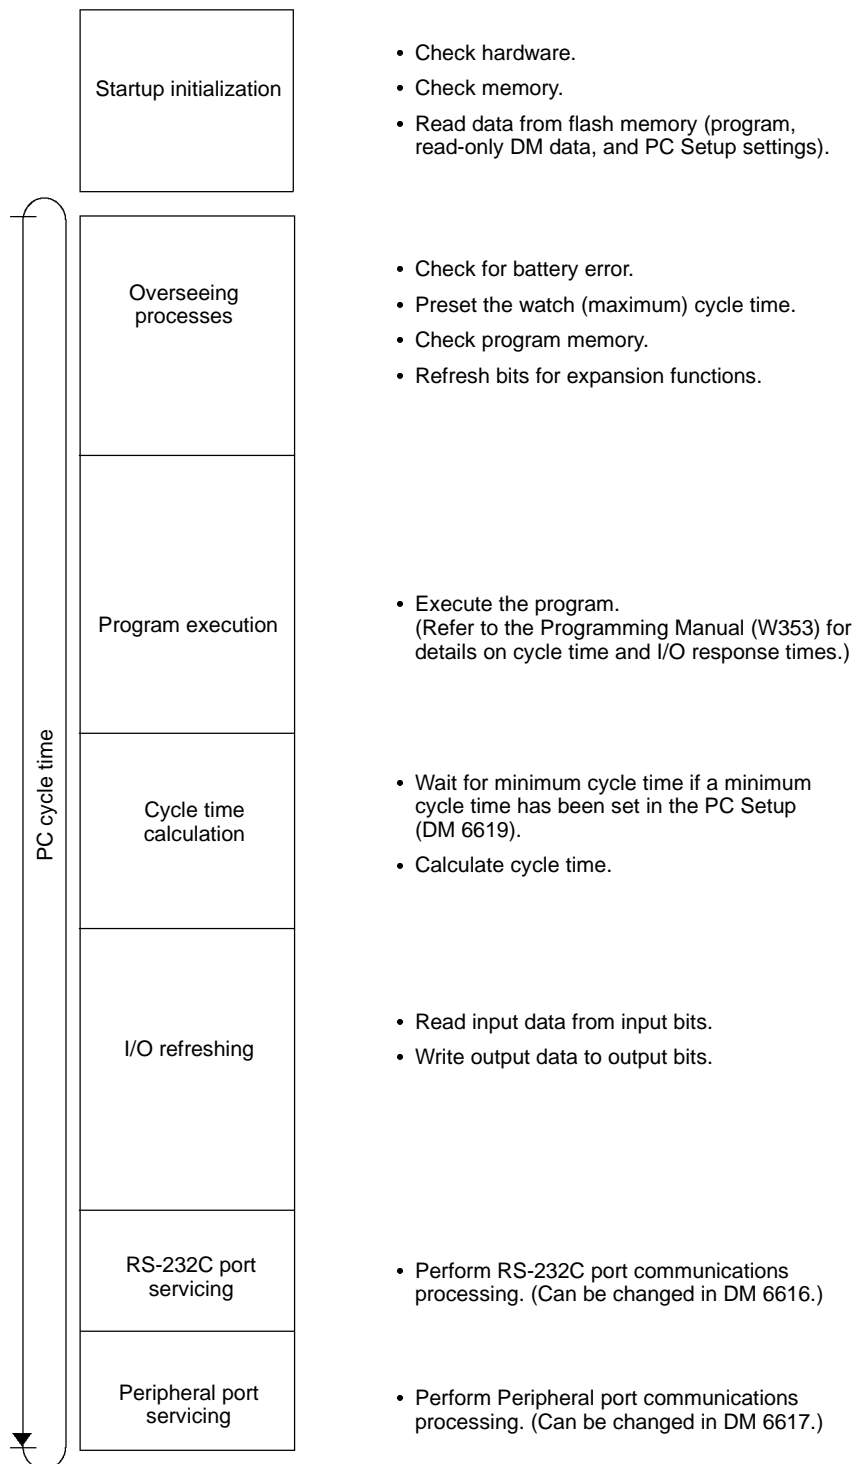 Startup initialization
• Check hardware.
• Check memory.
• Read data from flash memory (program,
read-only DM data, and PC Setup settings).
PC cycle time
Overseeing
processes
• Check for battery error.
• Preset the watch (maximum) cycle time.
• Check program memory.
• Refresh bits for expansion functions.
Program execution
• Execute the program.
(Refer to the Programming Manual (W353) for
details on cycle time and I/O response times.)
Cycle time
calculation
• Wait for minimum cycle time if a minimum
cycle time has been set in the PC Setup
(DM 6619).
• Calculate cycle time.
I/O refreshing
• Read input data from input bits.
• Write output data to output bits.
RS-232C port
servicing
• Perform RS-232C port communications
processing. (Can be changed in DM 6616.)
Peripheral port
servicing
• Perform Peripheral port communications
processing. (Can be changed in DM 6617.)